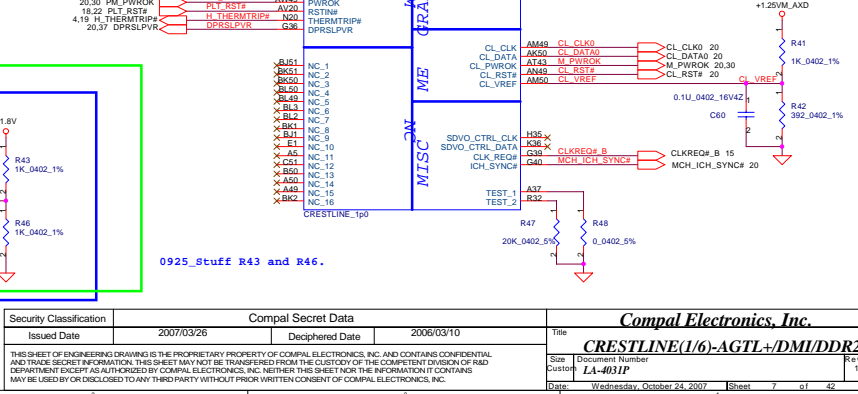 20,30 PM_PWROK
18,22 PLT_RST# PLT_RST# AV20
4,19 H_THERMTRIP# H_THERMTRIP# N20
20,37 DPRSLPVR DPRSLPVR G36
PWROK
RSTIN#
THERMTRIP#
DPRSLPVR
GRA
ME
NC
MISC
BJ51 NC_1
BK51 NC_2
BK50 NC_3
BL50 NC_4
BL49 NC_5
BL3 NC_6
BL2 NC_7
BK1 NC_8
BJ1 NC_9
E1 NC_10
A5 NC_11
C51 NC_12
B50 NC_13
A50 NC_14
A49 NC_15
BK2 NC_16
CRESTLINE_1p0
CL_CLK AM49 CL_CLK0 CL_CLK0 20
CL_DATA AK50 CL_DATA0 CL_DATA0 20
CL_PWROK AT43 M_PWROK M_PWROK 20,30
CL_RST# AN49 CL_RST# CL_RST# 20
CL_VREF AM50 CL_VREF CL_VREF
SDVO_CTRL_CLK H35
SDVO_CTRL_DATA K36
CLK_REQ# G39 CLKREQ#_B CLKREQ#_B 15
ICH_SYNC# G40 MCH_ICH_SYNC# MCH_ICH_SYNC# 20
TEST_1 A37
TEST_2 R32
+1.25VM_AXD
R41
1K_0402_1%
0.1U_0402_16V4Z
C60
R42
392_0402_1%
R47
20K_0402_5%
R48
0_0402_5%
1.8V
R43
1K_0402_1%
R46
1K_0402_1%
0925_Stuff R43 and R46.
Security Classification Compal Secret Data
Issued Date 2007/03/26 Deciphered Date 2006/03/10
THIS SHEET OF ENGINEERING DRAWING IS THE PROPRIETARY PROPERTY OF COMPAL ELECTRONICS, INC. AND CONTAINS CONFIDENTIAL
AND TRADE SECRET INFORMATION. THIS SHEET MAY NOT BE TRANSFERED FROM THE CUSTODY OF THE COMPETENT DIVISION OF R&D
DEPARTMENT EXCEPT AS AUTHORIZED BY COMPAL ELECTRONICS, INC. NEITHER THIS SHEET NOR THE INFORMATION IT CONTAINS
MAY BE USED BY OR DISCLOSED TO ANY THIRD PARTY WITHOUT PRIOR WRITTEN CONSENT OF COMPAL ELECTRONICS, INC.
Compal Electronics, Inc.
Title
CRESTLINE(1/6)-AGTL+/DMI/DDR2
Size Document Number Rev
Custom LA-4031P 1
Date: Wednesday, October 24, 2007 Sheet 7 of 42